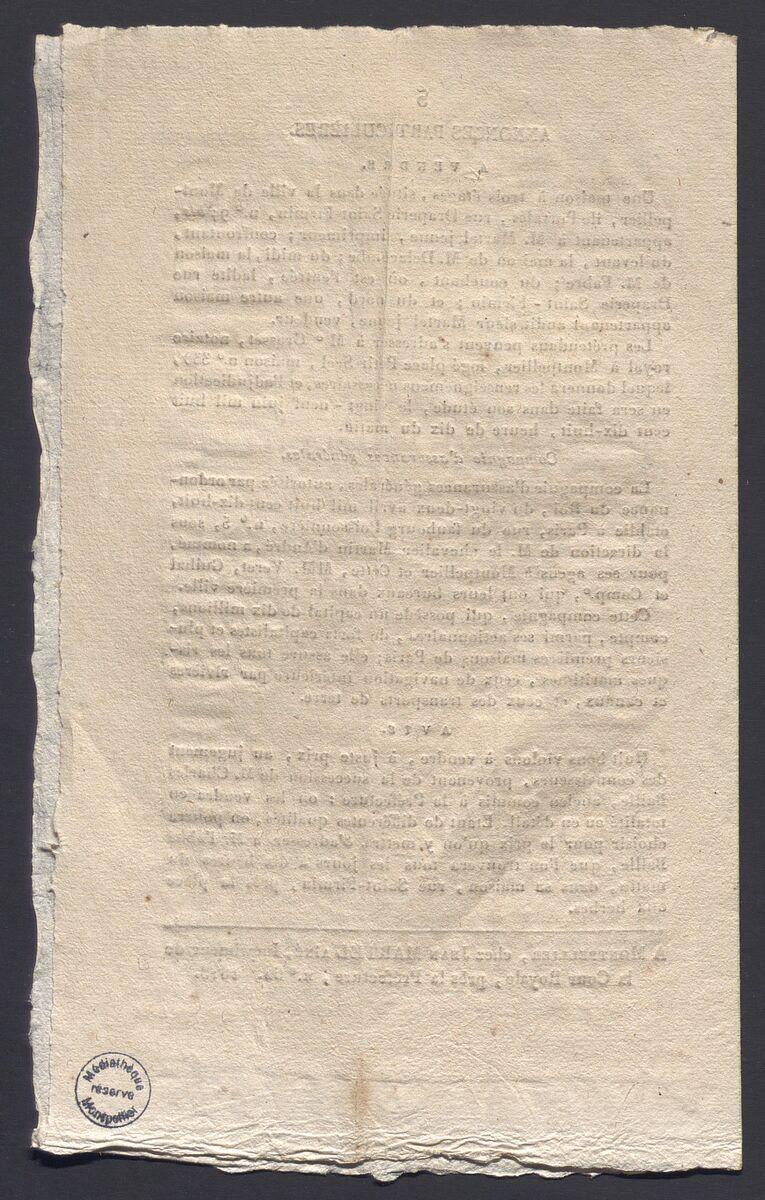 5
ANNONCES PARTICULIÈRES.
A VENDRE.
Une maison à trois étages, située dans la ville de Mont-
pellier, île Portales, rue Draperie Saint-Firmin, n.º
appartenant à M. Martel jeune, imprimeur; confrontant,
du levant, la maison de M. ; du midi, la maison
de M. Fabre; du couchant, où est l'entrée, ladite rue
Draperie Saint-Firmin; et du nord, une autre maison
appartenant audit sieur Martel jeune, vendeur.
Les prétendans peuvent s'adresser à M.e Grasset, notaire
royal à Montpellier, logé place Petit-Scel, maison n.º
lequel donnera les renseignemens nécessaires, et l'adjudication
en sera faite dans son étude, le vingt-neuf juin mil huit
cent dix-huit, heure de dix du matin.
Compagnie d'assurances générales.
La compagnie d'assurances générales, autorisée par ordon-
nance du Roi, du vingt-deux avril mil huit cent dix-huit,
établie à Paris, rue du faubourg Poissonnière, n.º 5, sous
la direction de M. le chevalier Martin d'André, a nommé,
pour ses agens à Montpellier et Cette, MM. Veret,
et Comp.e, qui ont leurs bureaux dans la première ville.
Cette compagnie, qui possède un capital de dix millions,
compte, parmi ses actionnaires, de forts capitalistes et plu-
sieurs premières maisons de Paris; elle assure tous les ris-
ques maritimes, ceux de navigation intérieure par rivières
et canaux, et ceux des transports de terre.
AVIS.
Huit bons violons à vendre, à juste prix, au jugement
des connaisseurs, provenent de la succession de M. Charles
Baille, ancien commis à la Préfecture: on les vendra en
totalité ou en détail. Étant de différentes qualités, on pourra
choisir pour le prix qu'on y mettra. S'adresser à M. l'abbé
Baille, que l'on trouvera tous les jours à dix heures du
matin, dans sa maison, rue Saint-Firmin, près la place
aux herbes.
A MONTPELLIER, chez JEAN MARTEL AÎNÉ, Imprimeur de
la Cour Royale, près la Préfecture, n.º 62. 1818.
Médiathèque
réserve
Montpellier